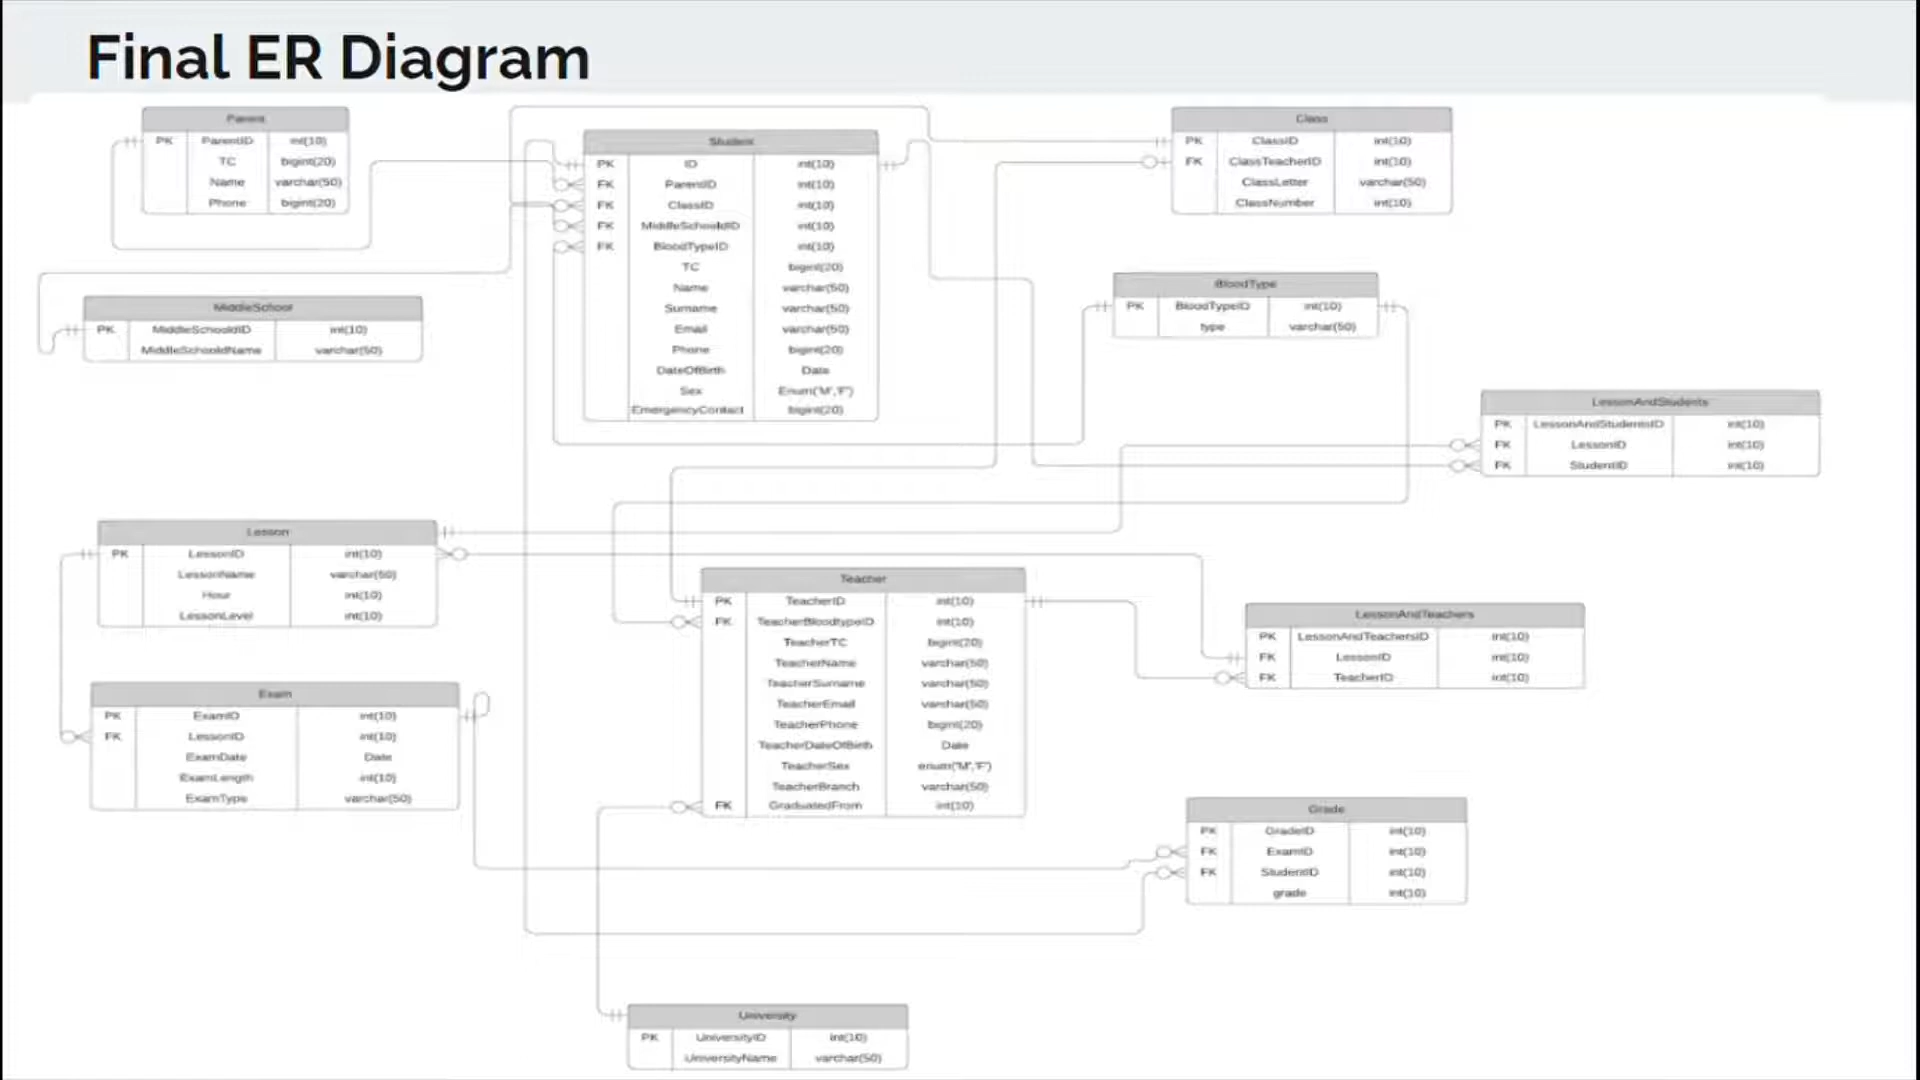 Final ER Diagram
Parent
PK ParentID int(10)
TC bigint(20)
Name varchar(50)
Phone bigint(20)
Student
PK ID int(10)
FK ParentID int(10)
FK ClassID int(10)
FK MiddleSchooldID int(10)
FK BloodTypeID int(10)
TC bigint(20)
Name varchar(50)
Surname varchar(50)
Email varchar(50)
Phone bigint(20)
DateOfBirth Date
Sex Enum('M','F')
EmergencyContact bigint(20)
Class
PK ClassID int(10)
FK ClassTeacherID int(10)
ClassLetter varchar(50)
ClassNumber int(10)
MiddleSchool
PK MiddleSchooldID int(10)
MiddleSchooldName varchar(50)
BloodType
PK BloodTypeID int(10)
type varchar(50)
LessonAndStudents
PK LessonAndStudentsID int(10)
FK LessonID int(10)
FK StudentID int(10)
Lesson
PK LessonID int(10)
LessonName varchar(50)
Hour int(10)
LessonLevel int(10)
Teacher
PK TeacherID int(10)
FK TeacherBloodtypeID int(10)
TeacherTC bigint(20)
TeacherName varchar(50)
TeacherSurname varchar(50)
TeacherEmail varchar(50)
TeacherPhone bigint(20)
TeacherDateOfBirth Date
TeacherSex enum('M','F')
TeacherBranch varchar(50)
FK GraduatedFrom int(10)
LessonAndTeachers
PK LessonAndTeachersID int(10)
FK LessonID int(10)
FK TeacherID int(10)
Exam
PK ExamID int(10)
FK LessonID int(10)
ExamDate Date
ExamLength int(10)
ExamType varchar(50)
Grade
PK GradeID int(10)
FK ExamID int(10)
FK StudentID int(10)
grade int(10)
University
PK UniversityID int(10)
UniversityName varchar(50)